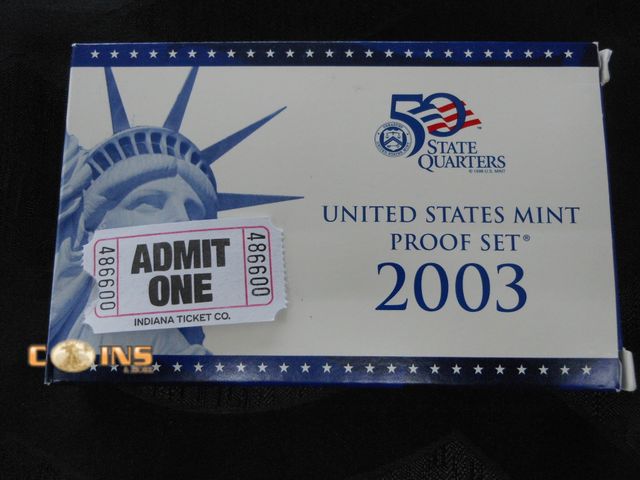 50
STATE
QUARTERS
© 1998 U.S. MINT
UNITED STATES MINT
PROOF SET®
2003
486600
ADMIT
ONE
486600
INDIANA TICKET CO.
COINS